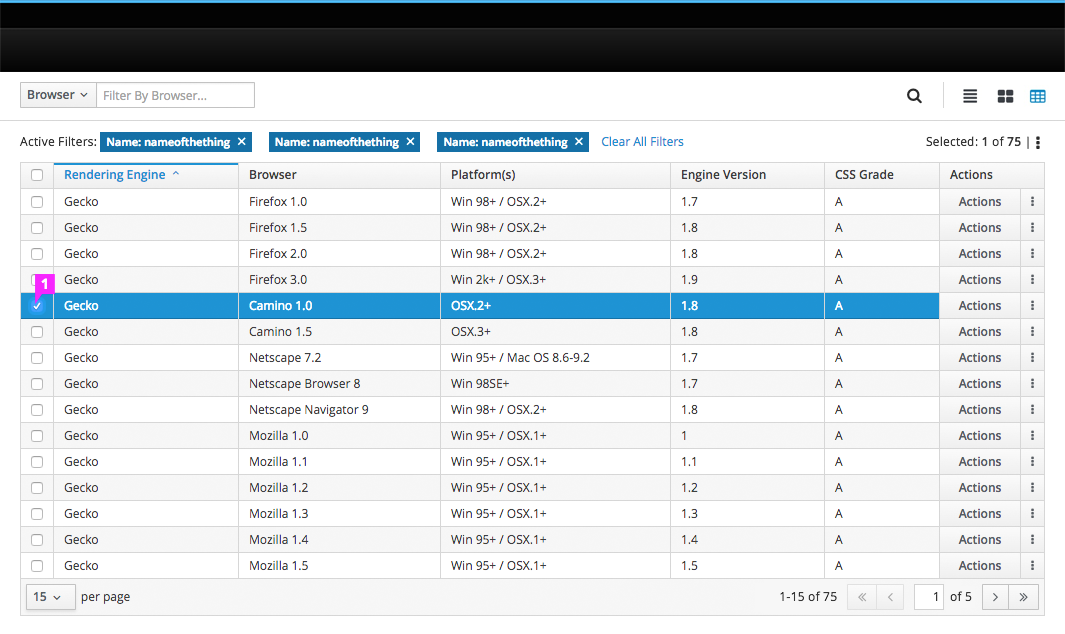 Browser Filter By Browser...
Active Filters: Name: nameofthething ✕ Name: nameofthething ✕ Name: nameofthething ✕ Clear All Filters Selected: 1 of 75 |
Rendering Engine Browser Platform(s) Engine Version CSS Grade Actions
Gecko Firefox 1.0 Win 98+ / OSX.2+ 1.7 A Actions
Gecko Firefox 1.5 Win 98+ / OSX.2+ 1.8 A Actions
Gecko Firefox 2.0 Win 98+ / OSX.2+ 1.8 A Actions
Gecko Firefox 3.0 Win 2k+ / OSX.3+ 1.9 A Actions
1
Gecko Camino 1.0 OSX.2+ 1.8 A Actions
Gecko Camino 1.5 OSX.3+ 1.8 A Actions
Gecko Netscape 7.2 Win 95+ / Mac OS 8.6-9.2 1.7 A Actions
Gecko Netscape Browser 8 Win 98SE+ 1.7 A Actions
Gecko Netscape Navigator 9 Win 98+ / OSX.2+ 1.8 A Actions
Gecko Mozilla 1.0 Win 95+ / OSX.1+ 1 A Actions
Gecko Mozilla 1.1 Win 95+ / OSX.1+ 1.1 A Actions
Gecko Mozilla 1.2 Win 95+ / OSX.1+ 1.2 A Actions
Gecko Mozilla 1.3 Win 95+ / OSX.1+ 1.3 A Actions
Gecko Mozilla 1.4 Win 95+ / OSX.1+ 1.4 A Actions
Gecko Mozilla 1.5 Win 95+ / OSX.1+ 1.5 A Actions
15 per page 1-15 of 75 « ‹ 1 of 5 › »